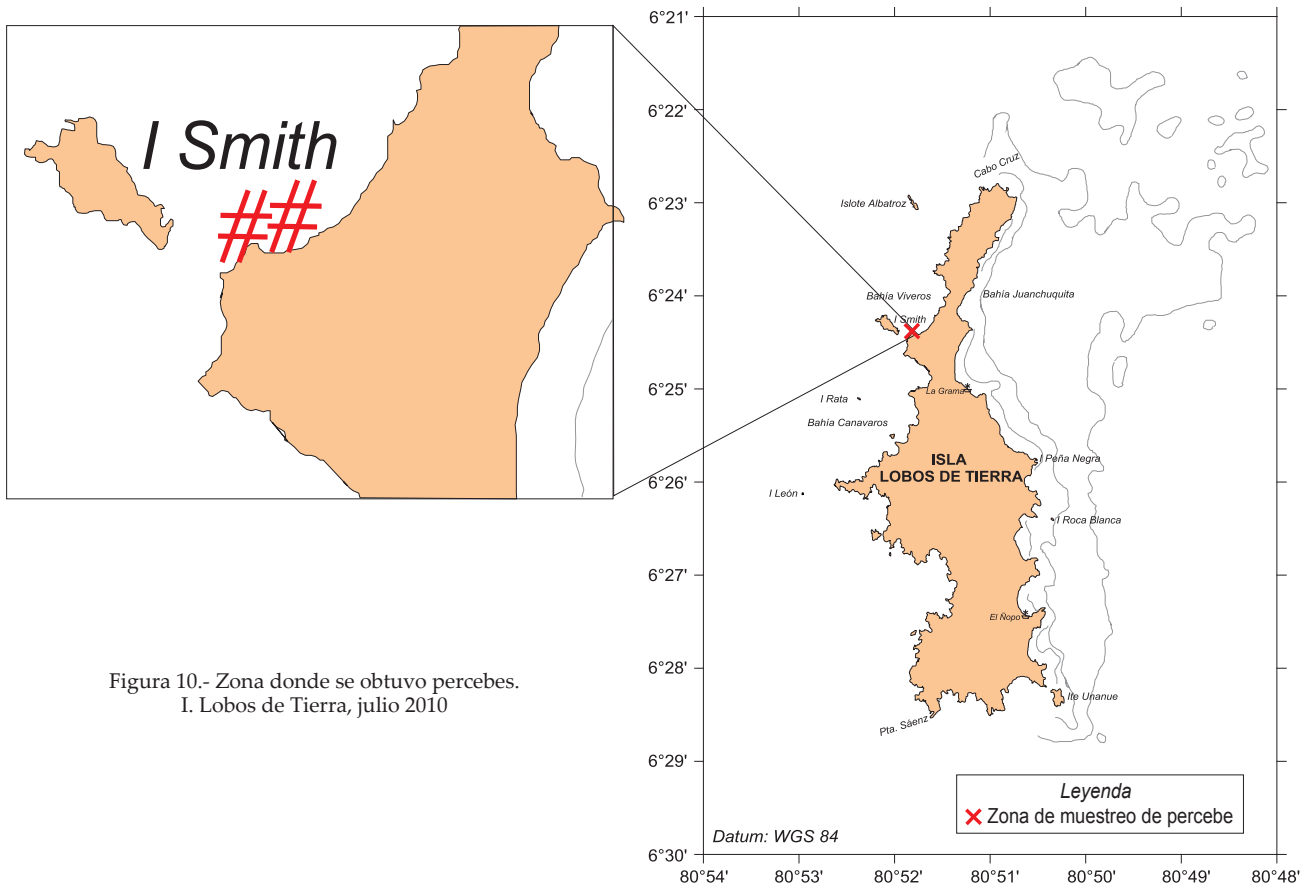 I Smith
##
Figura 10.- Zona donde se obtuvo percebes.
I. Lobos de Tierra, julio 2010
6°21'
6°22'
6°23'
6°24'
6°25'
6°26'
6°27'
6°28'
6°29'
6°30'
Cabo Cruz
Islote Albatroz
Bahía Viveros
Bahía Juanchuquita
I Smith
La Grama
I Rata
Bahía Canavaros
ISLA
LOBOS DE TIERRA
I Peña Negra
I León
I Roca Blanca
El Ñopo
Ite Unanue
Pta. Sáenz
Leyenda
Zona de muestreo de percebe
Datum: WGS 84
80°54' 80°53' 80°52' 80°51' 80°50' 80°49' 80°48'